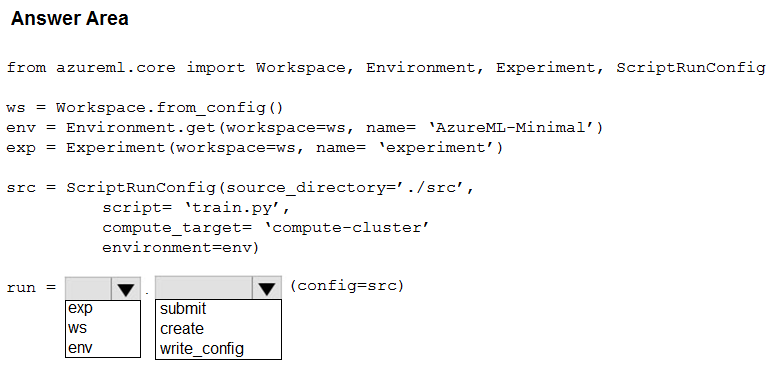 Answer Area
from azureml.core import Workspace, Environment, Experiment, ScriptRunConfig
ws = Workspace.from_config()
env = Environment.get(workspace=ws, name= ‘AzureML-Minimal’)
exp = Experiment(workspace=ws, name= ‘experiment’)
src = ScriptRunConfig(source_directory=’./src’,
script= ‘train.py’,
compute_target= ‘compute-cluster’
environment=env)
run = . (config=src)
exp submit
ws create
env write_config